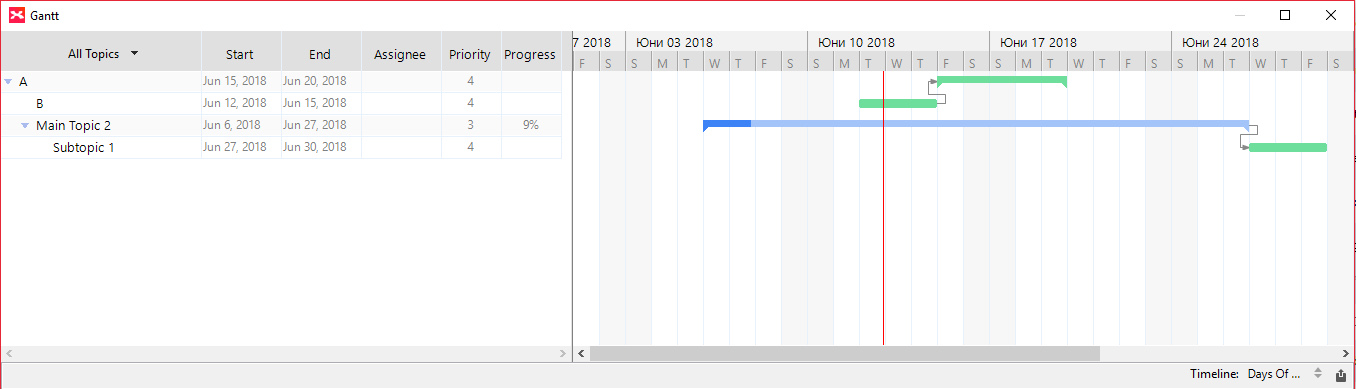 Gantt
All Topics Start End Assignee Priority Progress
7 2018 Юни 03 2018 Юни 10 2018 Юни 17 2018 Юни 24 2018
F S S M T W T F S S M T W T F S S M T W T F S S M T W T F S
A Jun 15, 2018 Jun 20, 2018 4
B Jun 12, 2018 Jun 15, 2018 4
Main Topic 2 Jun 6, 2018 Jun 27, 2018 3 9%
Subtopic 1 Jun 27, 2018 Jun 30, 2018 4
Timeline: Days Of ...